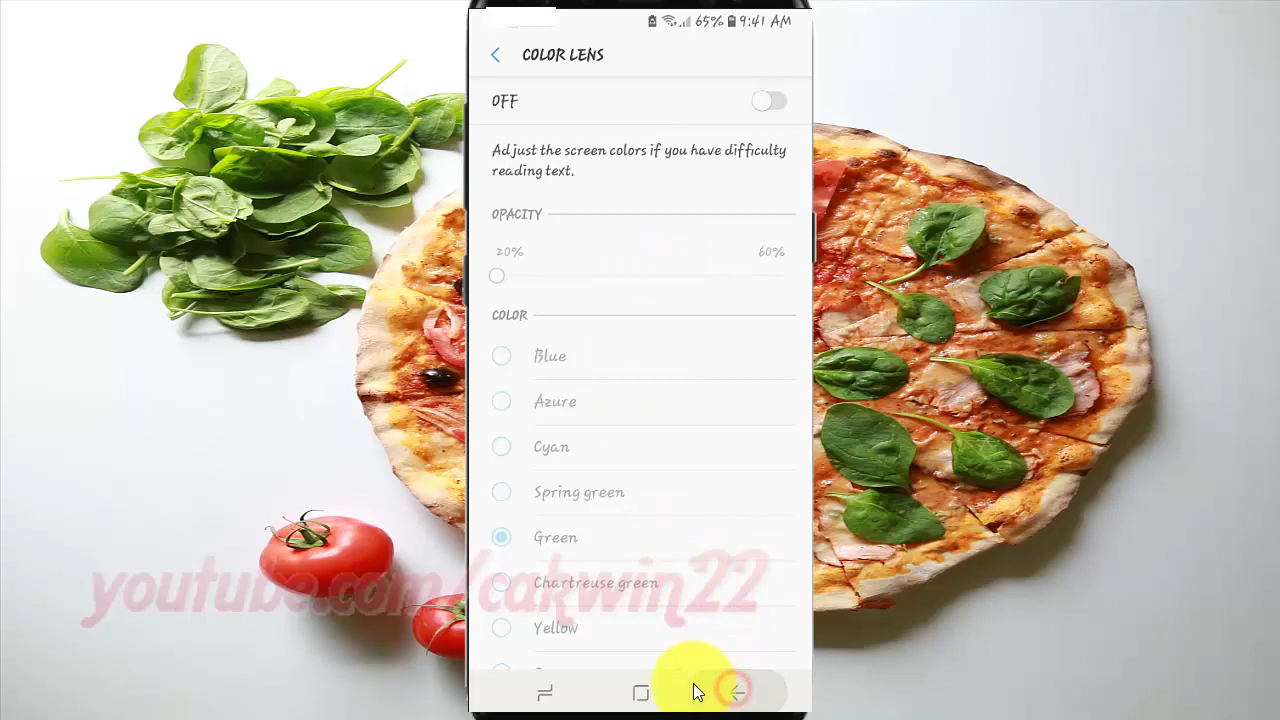 65% 9:41 AM
COLOR LENS
OFF
Adjust the screen colors if you have difficulty
reading text.
OPACITY
20% 60%
COLOR
Blue
Azure
Cyan
Spring green
Green
Chartreuse green
Yellow
youtube.com/cakwin22